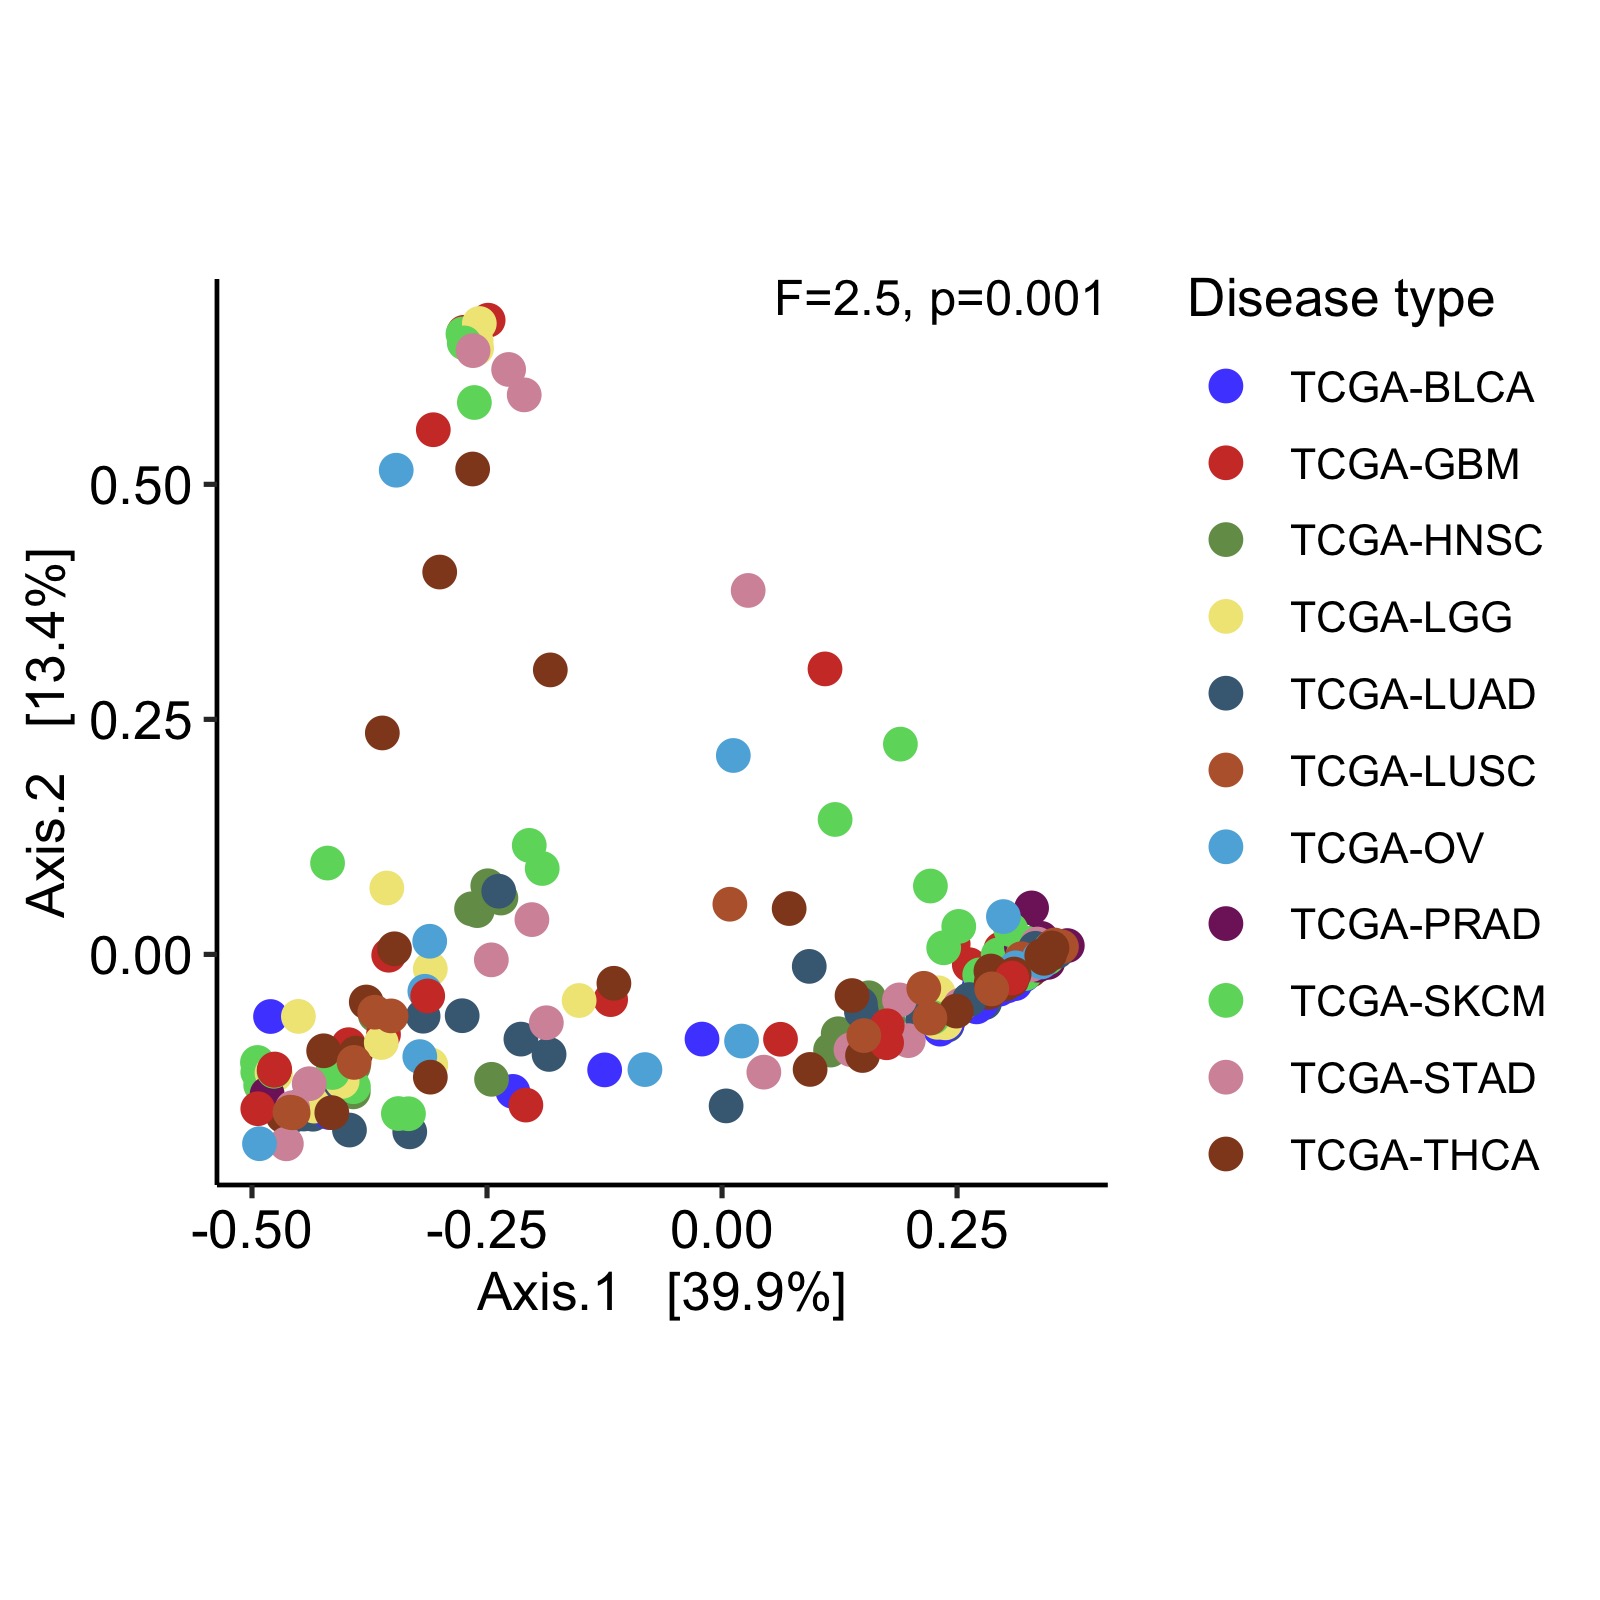 F=2.5, p=0.001
Disease type
TCGA-BLCA
TCGA-GBM
TCGA-HNSC
TCGA-LGG
TCGA-LUAD
TCGA-LUSC
TCGA-OV
TCGA-PRAD
TCGA-SKCM
TCGA-STAD
TCGA-THCA
Axis.2 [13.4%]
0.50
0.25
0.00
-0.50 -0.25 0.00 0.25
Axis.1 [39.9%]